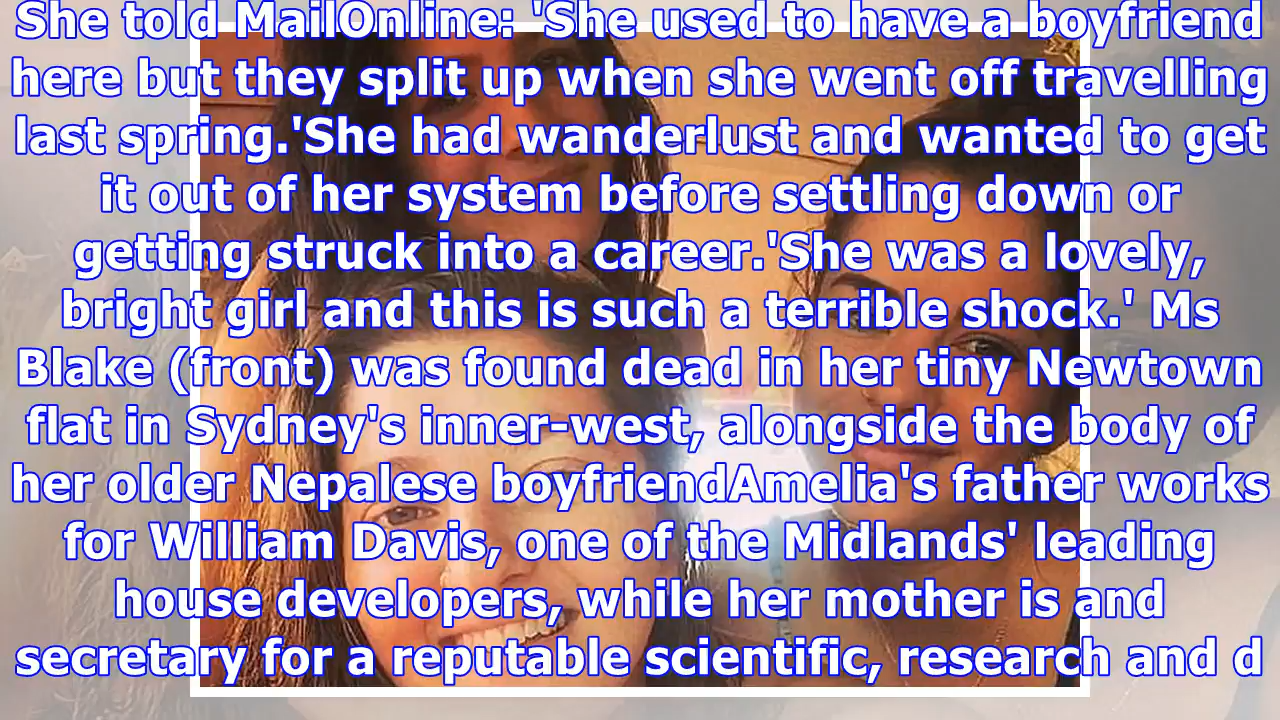 She told MailOnline: 'She used to have a boyfriend
here but they split up when she went off travelling
last spring.'She had wanderlust and wanted to get
it out of her system before settling down or
getting struck into a career.'She was a lovely,
bright girl and this is such a terrible shock.' Ms
Blake (front) was found dead in her tiny Newtown
flat in Sydney's inner-west, alongside the body of
her older Nepalese boyfriendAmelia's father works
for William Davis, one of the Midlands' leading
house developers, while her mother is and
secretary for a reputable scientific, research and d